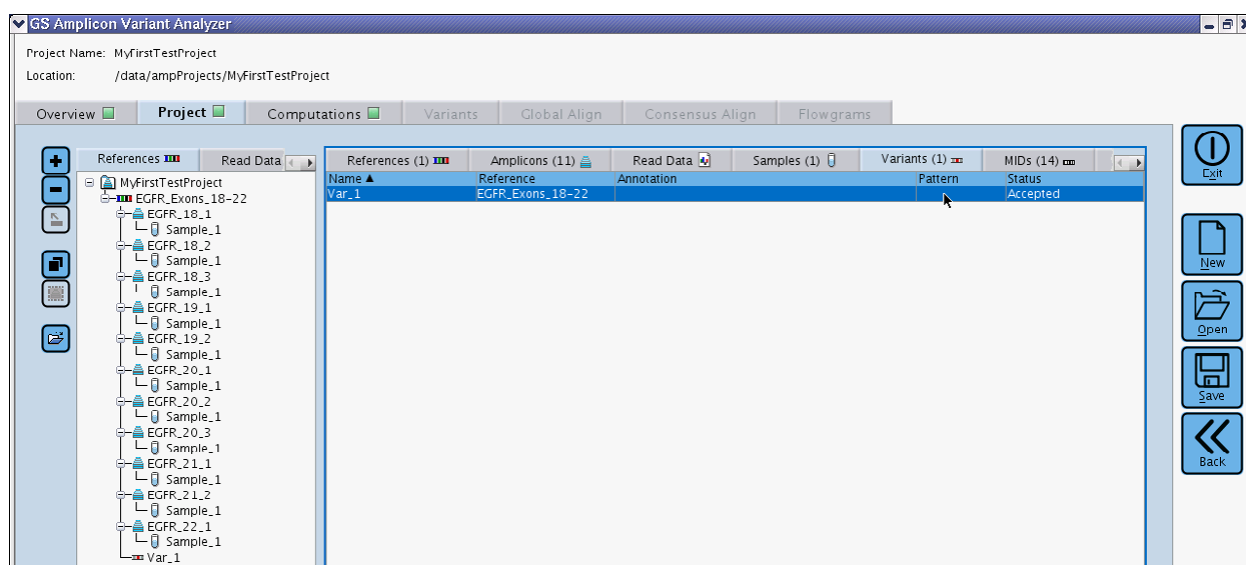 GS Amplicon Variant Analyzer
Project Name: MyFirstTestProject
Location: /data/ampProjects/MyFirstTestProject
Overview Project Computations Variants Global Align Consensus Align Flowgrams
References Read Data
MyFirstTestProject
EGFR_Exons_18-22
EGFR_18_1
Sample_1
EGFR_18_2
Sample_1
EGFR_18_3
Sample_1
EGFR_19_1
Sample_1
EGFR_19_2
Sample_1
EGFR_20_1
Sample_1
EGFR_20_2
Sample_1
EGFR_20_3
Sample_1
EGFR_21_1
Sample_1
EGFR_21_2
Sample_1
EGFR_22_1
Sample_1
Var_1
References (1) Amplicons (11) Read Data Samples (1) Variants (1) MIDs (14)
Name ▲ Reference Annotation Pattern Status
Var_1 EGFR_Exons_18-22 Accepted
Exit
New
Open
Save
Back